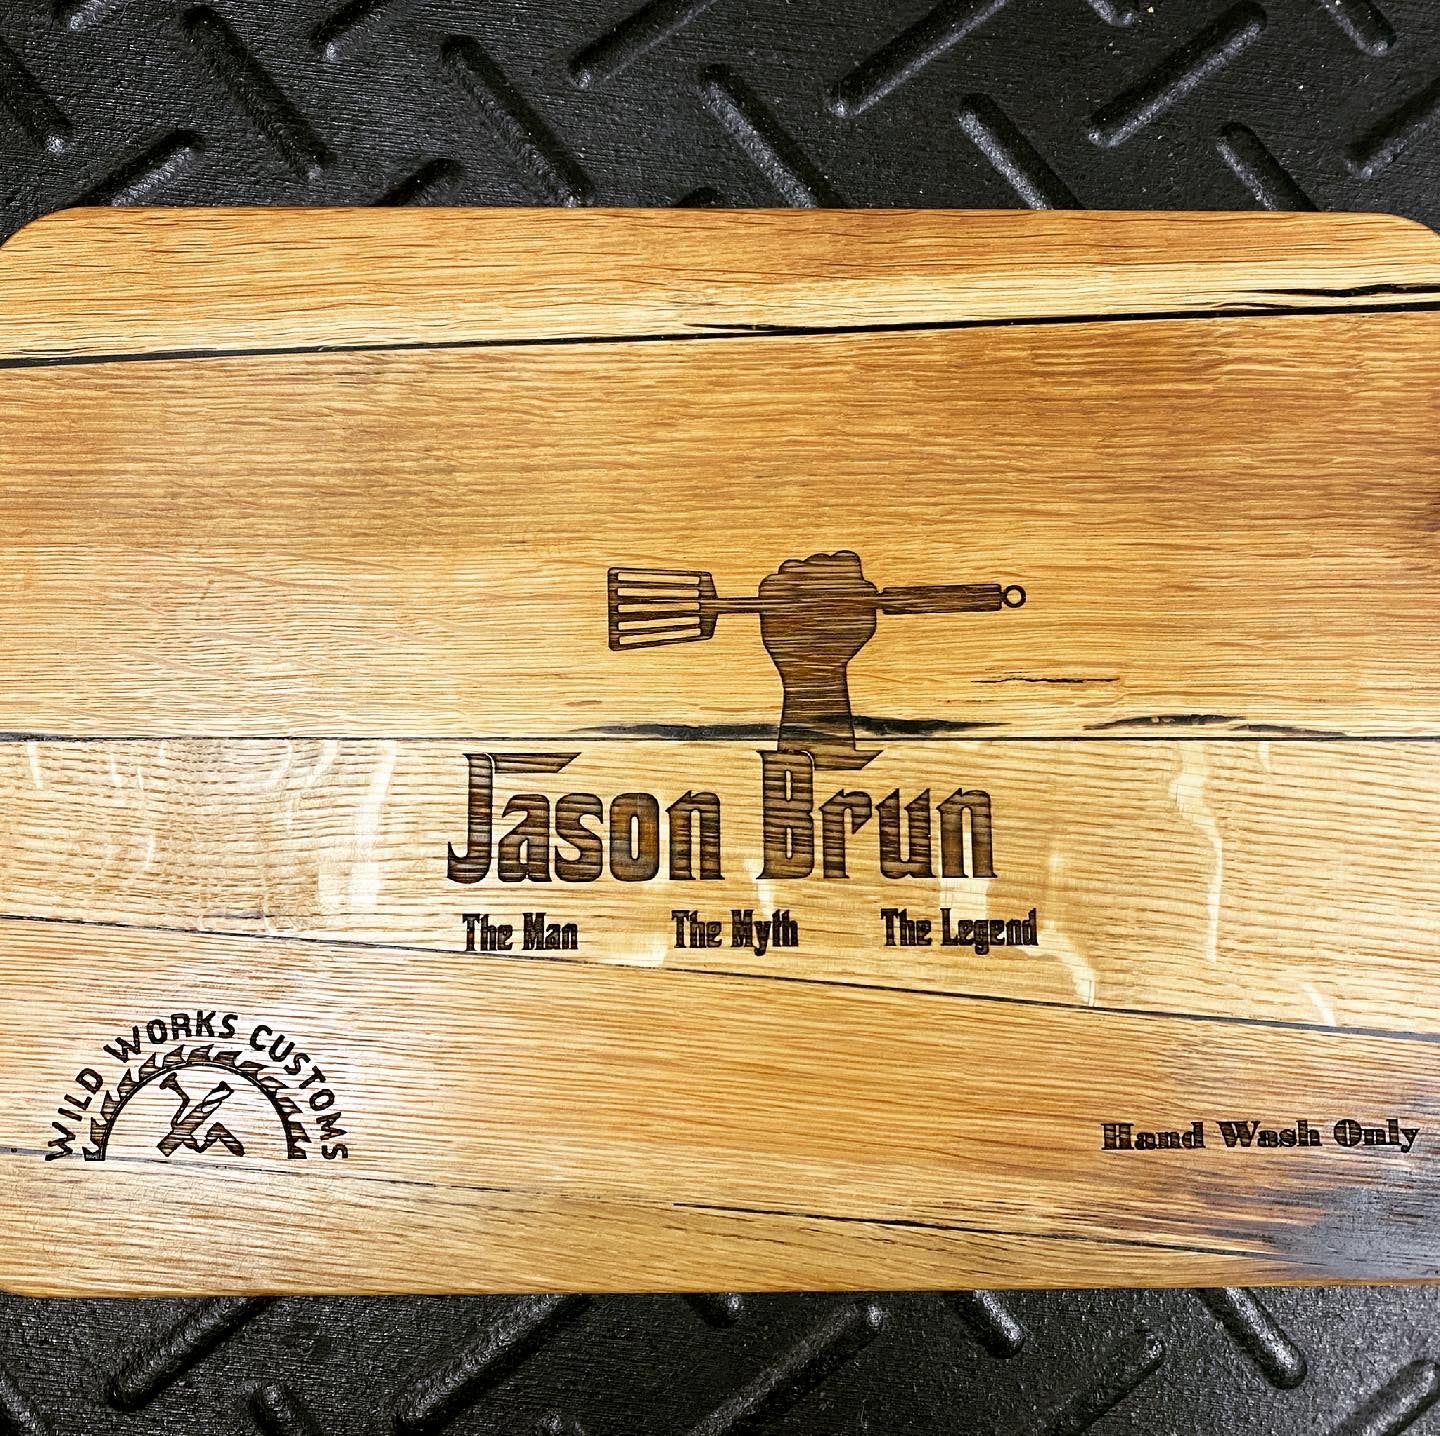 Jason Brun
The Man The Myth The Legend
WILD WORKS CUSTOMS
Hand Wash Only